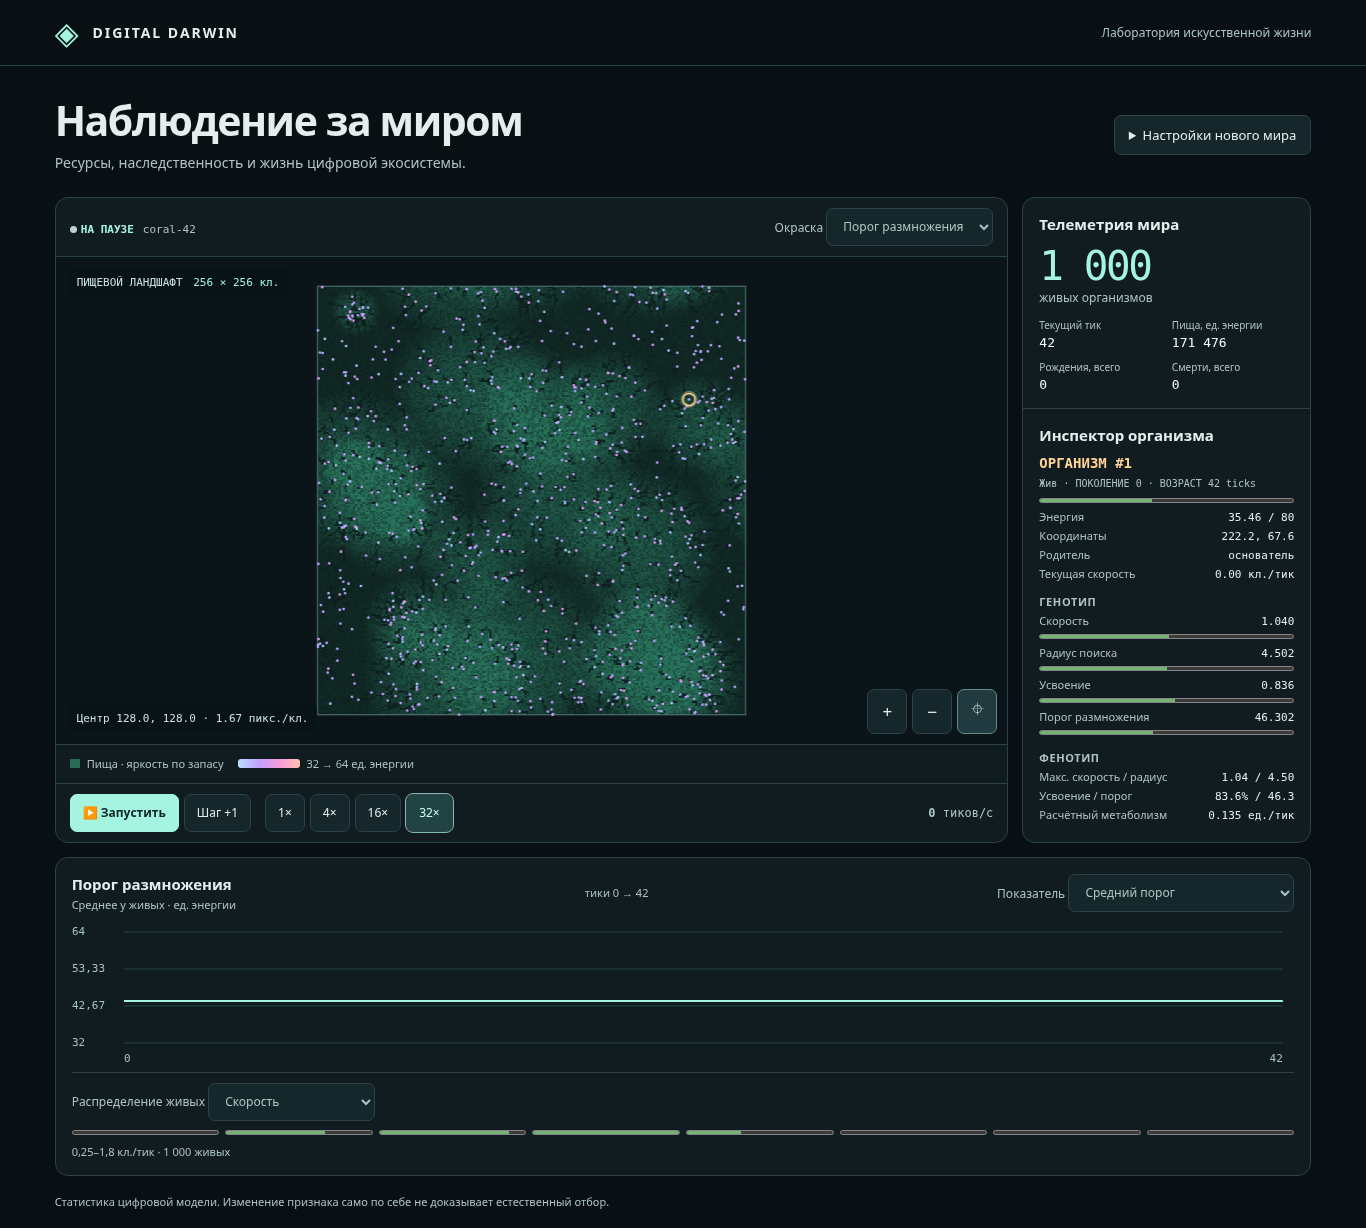 DIGITAL DARWIN
Лаборатория искусственной жизни
Наблюдение за миром
Ресурсы, наследственность и жизнь цифровой экосистемы.
▶ Настройки нового мира
НА ПАУЗЕ coral-42
Окраска Порог размножения
ПИЩЕВОЙ ЛАНДШАФТ 256 × 256 кл.
Центр 128.0, 128.0 · 1.67 пикс./кл.
+ −
Пища · яркость по запасу 32 → 64 ед. энергии
▶ Запустить Шаг +1 1× 4× 16× 32× 0 тиков/с
Телеметрия мира
1 000
живых организмов
Текущий тик Пища, ед. энергии
42 171 476
Рождения, всего Смерти, всего
0 0
Инспектор организма
ОРГАНИЗМ #1
Жив · ПОКОЛЕНИЕ 0 · ВОЗРАСТ 42 ticks
Энергия 35.46 / 80
Координаты 222.2, 67.6
Родитель основатель
Текущая скорость 0.00 кл./тик
ГЕНОТИП
Скорость 1.040
Радиус поиска 4.502
Усвоение 0.836
Порог размножения 46.302
ФЕНОТИП
Макс. скорость / радиус 1.04 / 4.50
Усвоение / порог 83.6% / 46.3
Расчётный метаболизм 0.135 ед./тик
Порог размножения
Среднее у живых · ед. энергии
тики 0 → 42
Показатель Средний порог
64
53,33
42,67
32
0 42
Распределение живых Скорость
0,25–1,8 кл./тик · 1 000 живых
Статистика цифровой модели. Изменение признака само по себе не доказывает естественный отбор.